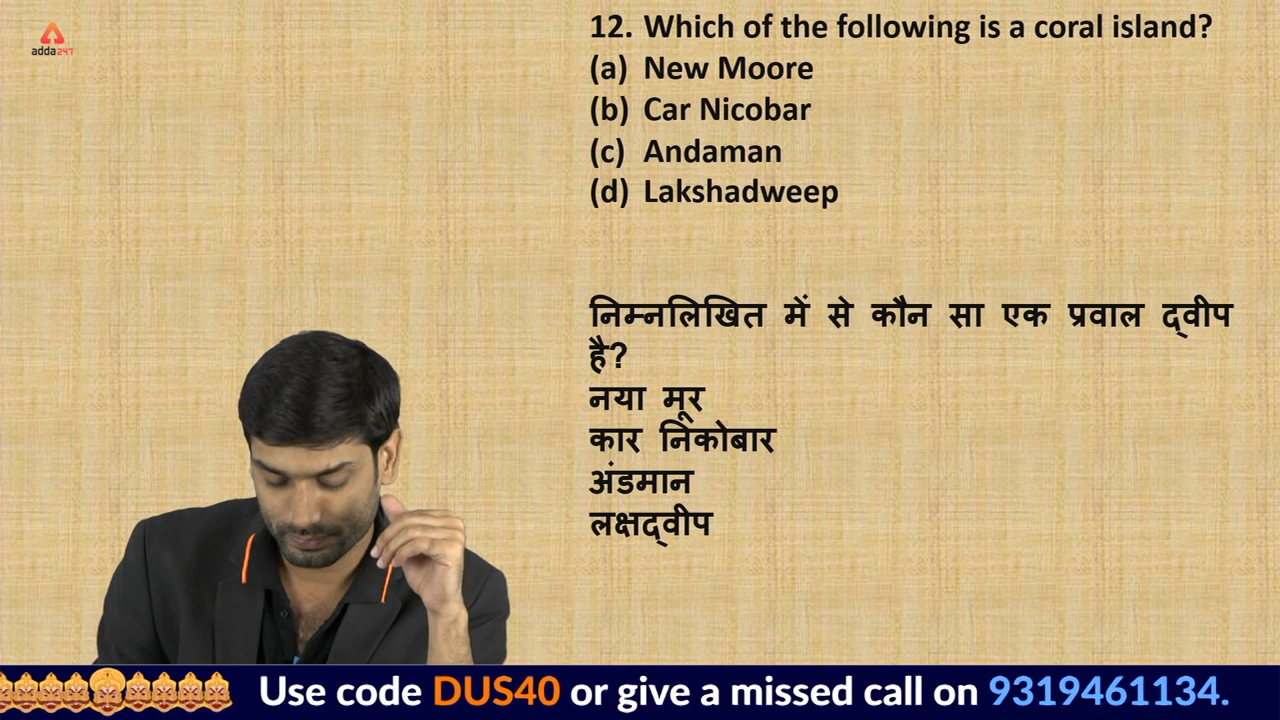 adda247
12. Which of the following is a coral island?
(a) New Moore
(b) Car Nicobar
(c) Andaman
(d) Lakshadweep
निम्नलिखित में से कौन सा एक प्रवाल द्वीप
है?
नया मूर
कार निकोबार
अंडमान
लक्षद्वीप
Use code DUS40 or give a missed call on 9319461134.